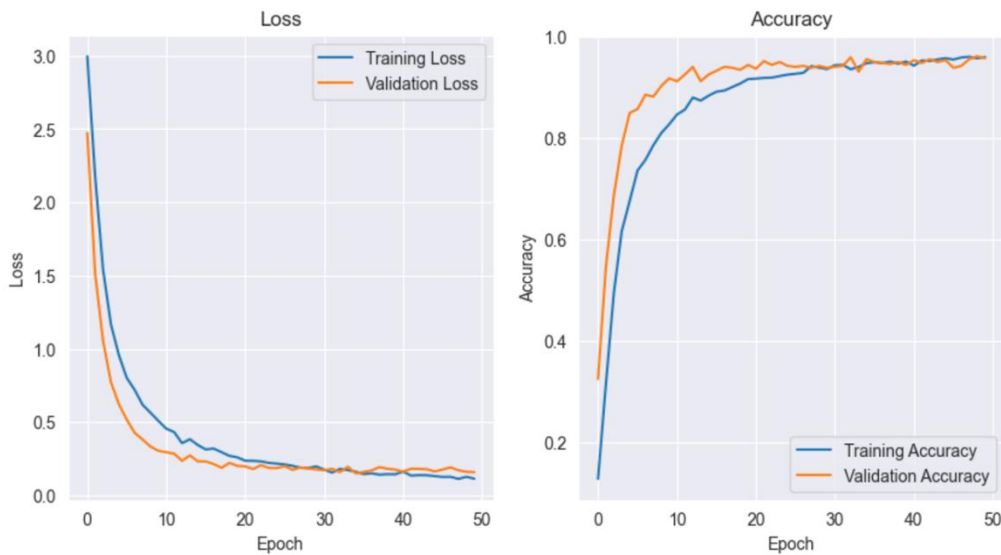 Loss
3.0
2.5
2.0
1.5
1.0
0.5
0.0
Loss
0
10
20
30
40
50
Epoch
Training Loss
Validation Loss
Accuracy
1.0
0.8
0.6
0.4
0.2
Accuracy
0
10
20
30
40
50
Epoch
Training Accuracy
Validation Accuracy